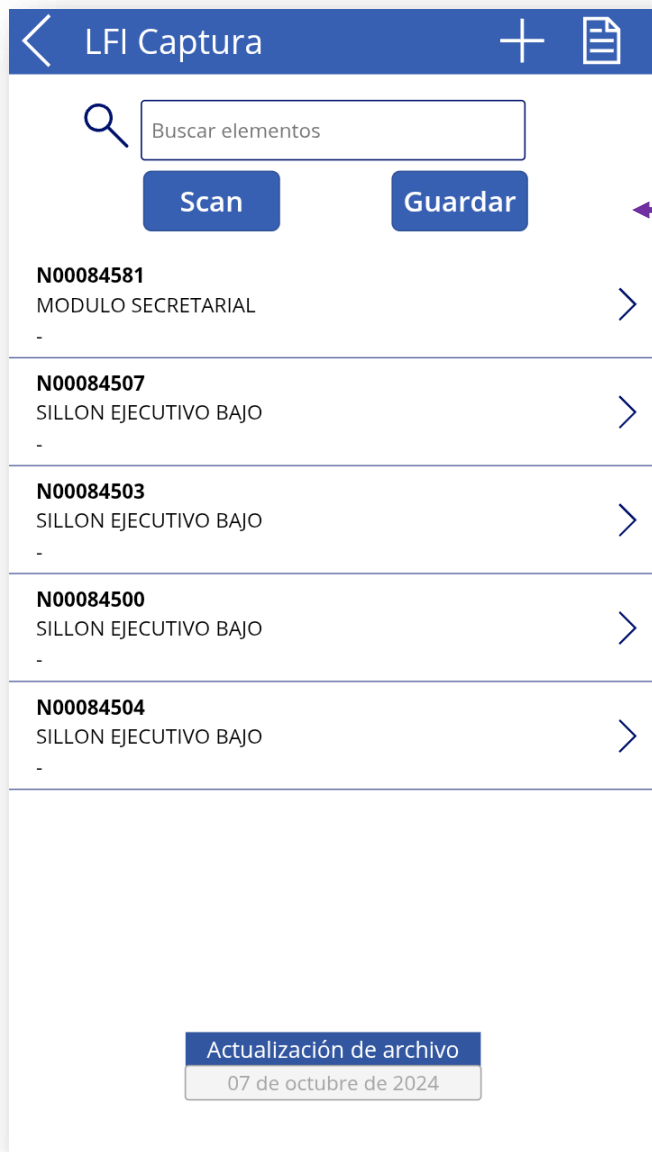 LFI Captura
Buscar elementos
Scan
Guardar
N00084581
MODULO SECRETARIAL
-
N00084507
SILLON EJECUTIVO BAJO
-
N00084503
SILLON EJECUTIVO BAJO
-
N00084500
SILLON EJECUTIVO BAJO
-
N00084504
SILLON EJECUTIVO BAJO
-
Actualización de archivo
07 de octubre de 2024